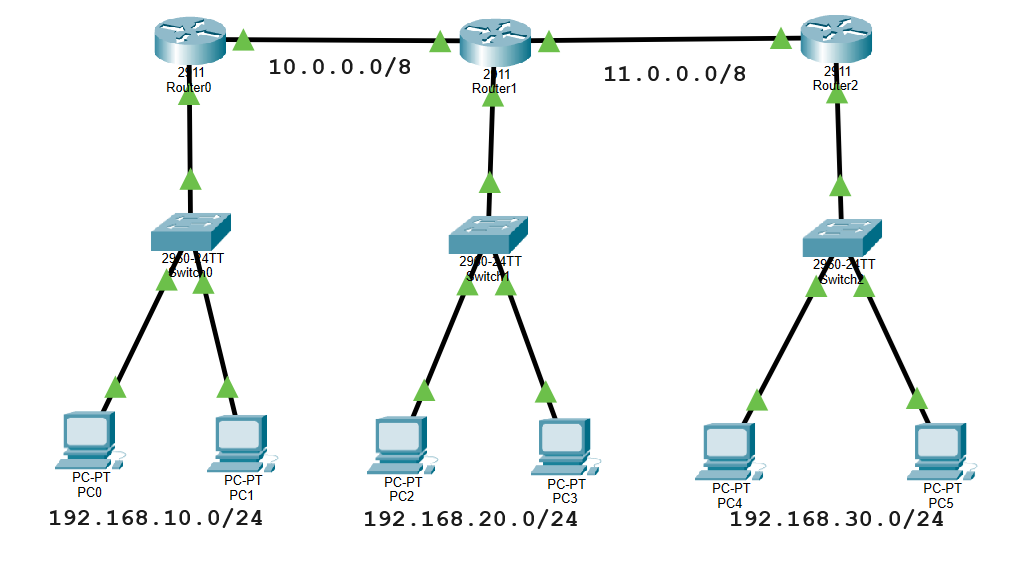 2911
Router0
10.0.0.0/8
2911
Router1
11.0.0.0/8
2911
Router2
2960-24TT
Switch0
2960-24TT
Switch1
2960-24TT
Switch2
PC-PT
PC0
PC-PT
PC1
PC-PT
PC2
PC-PT
PC3
PC-PT
PC4
PC-PT
PC5
192.168.10.0/24
192.168.20.0/24
192.168.30.0/24